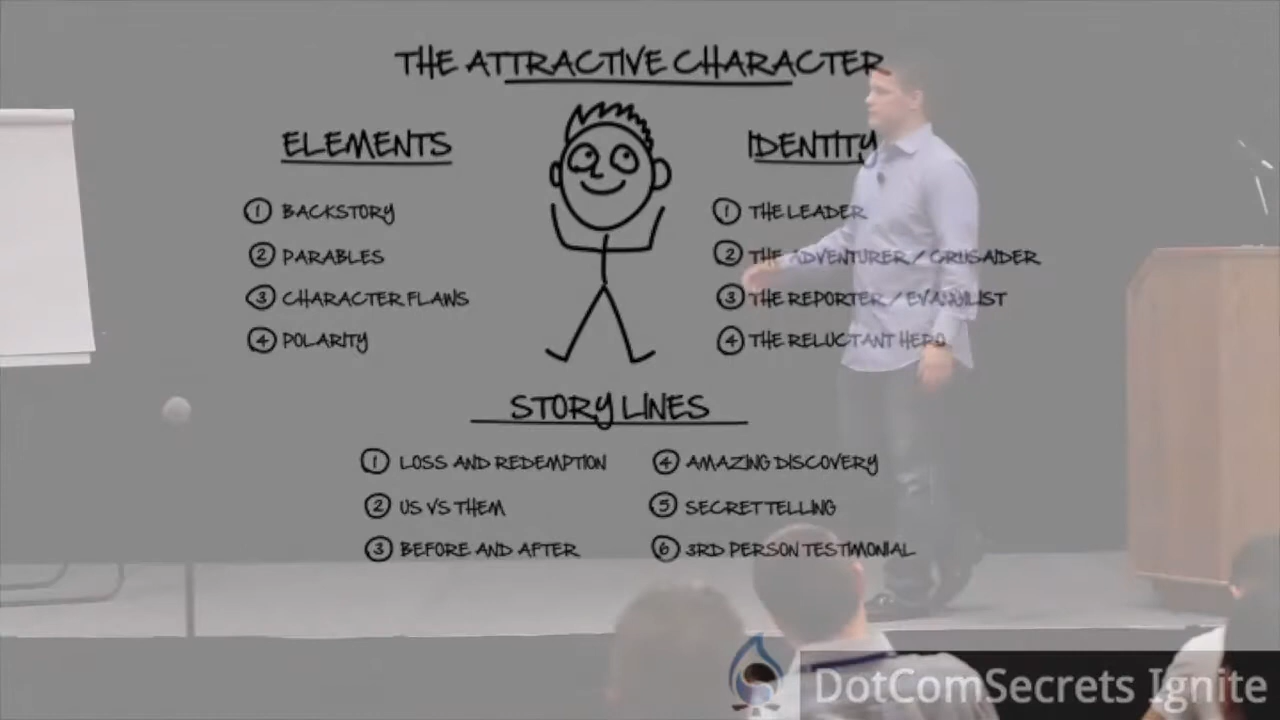 THE ATTRACTIVE CHARACTER
ELEMENTS
① BACKSTORY
② PARABLES
③ CHARACTER FLAWS
④ POLARITY
IDENTITY
① THE LEADER
② THE ADVENTURER / CRUSAIDER
③ THE REPORTER /
④ THE RELUCTANT HERO
STORY LINES
① LOSS AND REDEMPTION
② US VS THEM
③ BEFORE AND AFTER
④ AMAZING DISCOVERY
⑤ SECRET TELLING
⑥ 3RD PERSON TESTIMONIAL
DotComSecrets Ignite